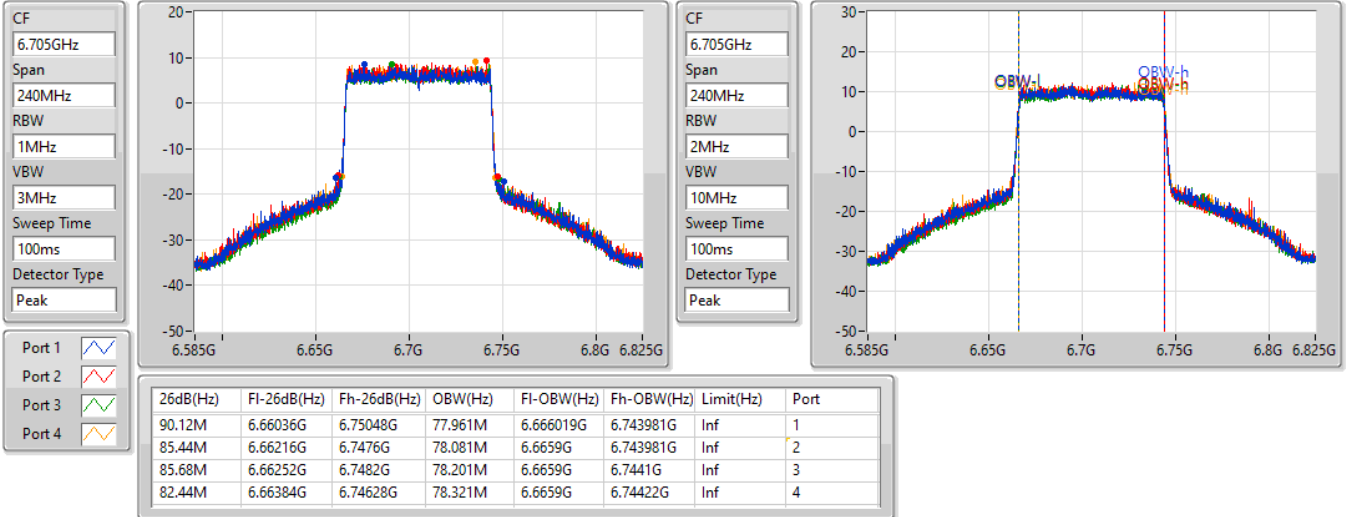 CF
6.705GHz
Span
240MHz
RBW
1MHz
VBW
3MHz
Sweep Time
100ms
Detector Type
Peak
20
10
0
-10
-20
-30
-40
-50
6.585G 6.65G 6.7G 6.75G 6.8G 6.825G
CF
6.705GHz
Span
240MHz
RBW
2MHz
VBW
10MHz
Sweep Time
100ms
Detector Type
Peak
30
20
10
0
-10
-20
-30
-40
-50
OBW-l
OBW-h
OBW-h
6.585G 6.65G 6.7G 6.75G 6.8G 6.825G
Port 1
Port 2
Port 3
Port 4
26dB(Hz) Fl-26dB(Hz) Fh-26dB(Hz) OBW(Hz) Fl-OBW(Hz) Fh-OBW(Hz) Limit(Hz) Port
90.12M 6.66036G 6.75048G 77.961M 6.666019G 6.743981G Inf 1
85.44M 6.66216G 6.7476G 78.081M 6.6659G 6.743981G Inf 2
85.68M 6.66252G 6.7482G 78.201M 6.6659G 6.7441G Inf 3
82.44M 6.66384G 6.74628G 78.321M 6.6659G 6.74422G Inf 4